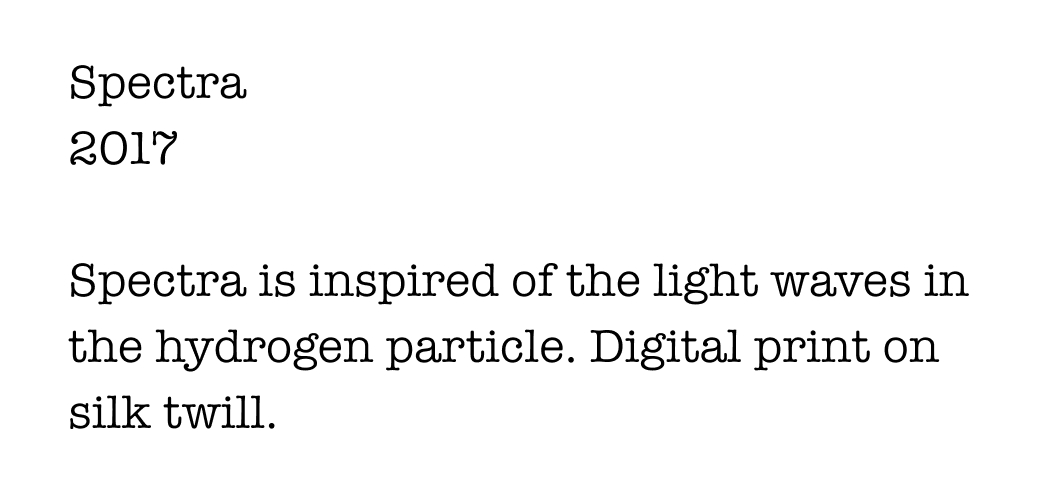 Spectra
2017
Spectra is inspired of the light waves in
the hydrogen particle. Digital print on
silk twill.